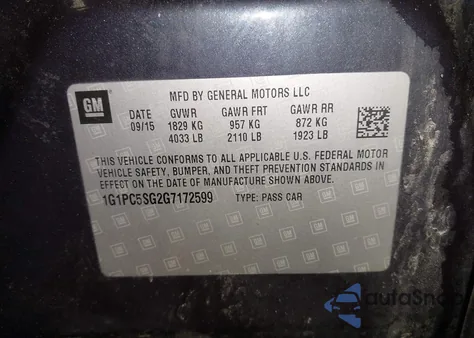 GM
MFD BY GENERAL MOTORS LLC
DATE GVWR GAWR FRT GAWR RR
09/15 1829 KG 957 KG 872 KG
4033 LB 2110 LB 1923 LB
THIS VEHICLE CONFORMS TO ALL APPLICABLE U.S. FEDERAL MOTOR
VEHICLE SAFETY, BUMPER, AND THEFT PREVENTION STANDARDS IN
EFFECT ON THE DATE OF MANUFACTURE SHOWN ABOVE.
1G1PC5SG2G7172599 TYPE: PASS CAR
autoSnap